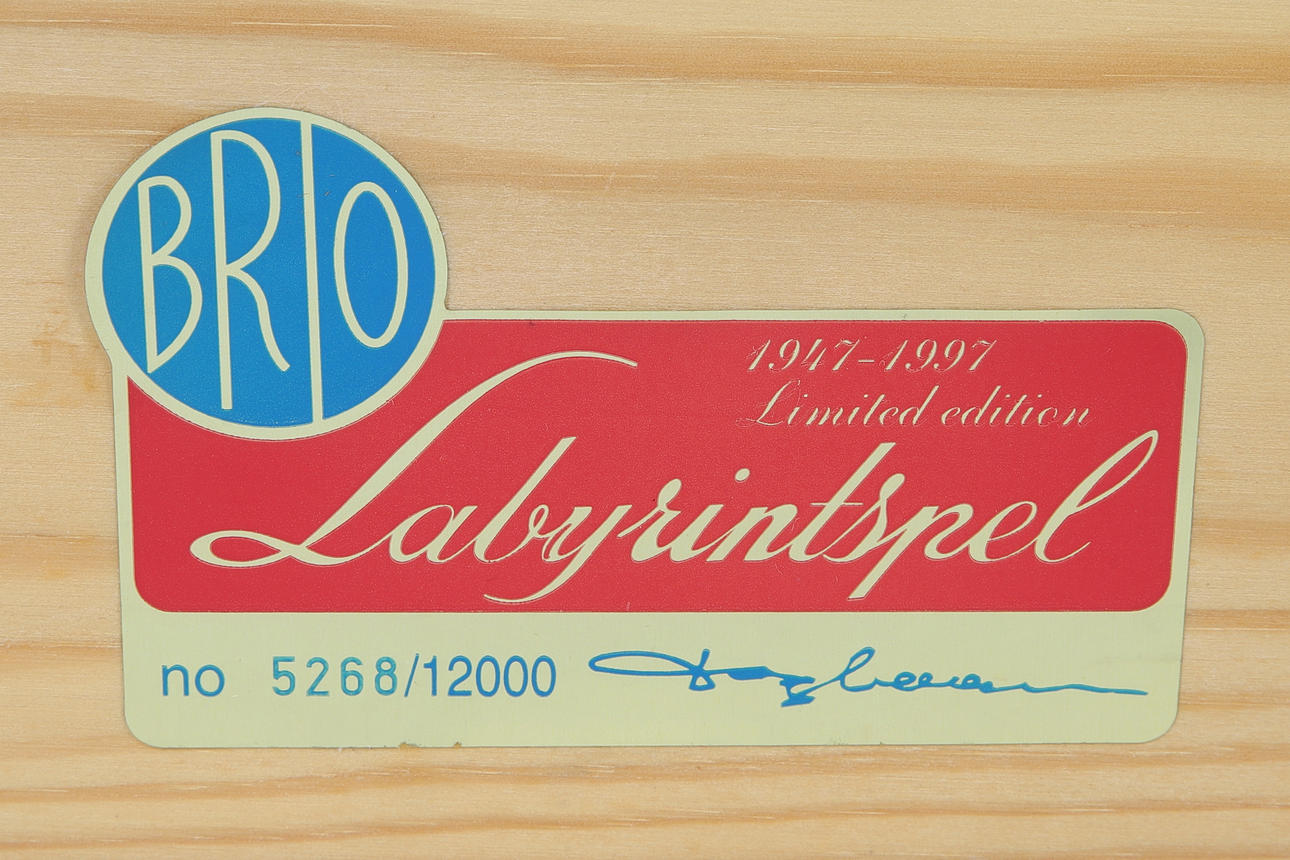 BRIO
1947-1997
Limited edition
Labyrintspel
no 5268/12000